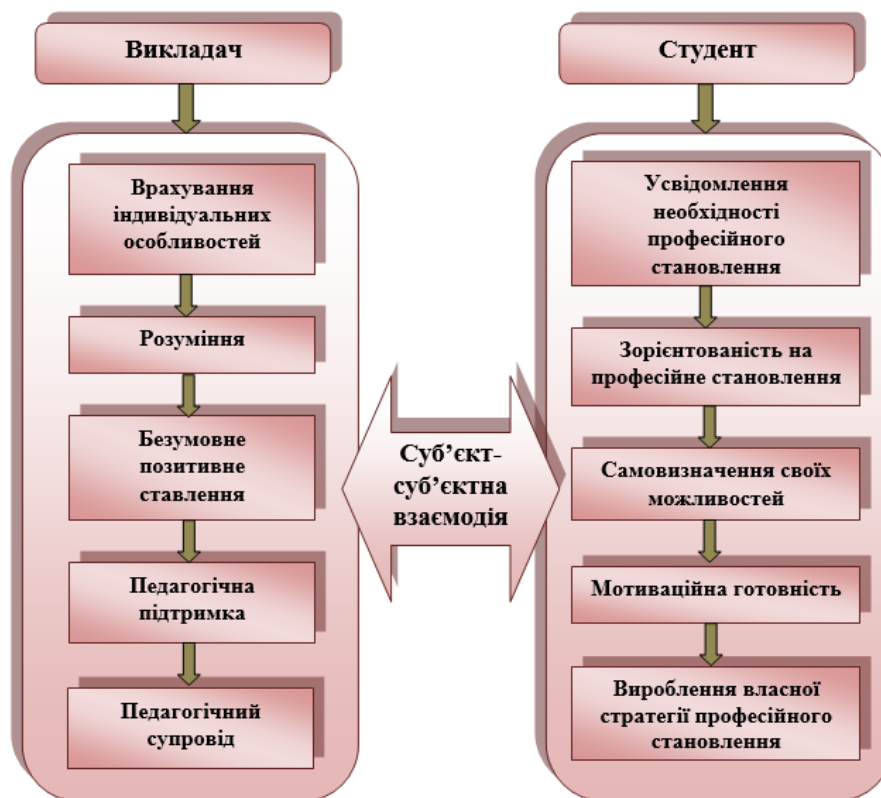 Викладач
Врахування
індивідуальних
особливостей
Розуміння
Безумовне
позитивне
ставлення
Педагогічна
підтримка
Педагогічний
супровід
Суб’єкт-
суб’єктна
взаємодія
Студент
Усвідомлення
необхідності
професійного
становлення
Зорієнтованість на
професійне становлення
Самовизначення своїх
можливостей
Мотиваційна готовність
Вироблення власної
стратегії професійного
становлення